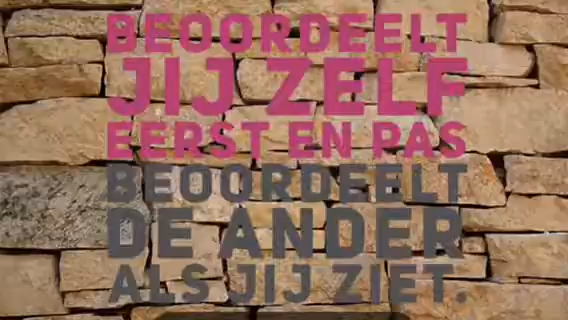 BEOORDEELT
JIJ ZELF
EERST EN PAS
BEOORDEELT
DE ANDER
ALS JIJ ZIET.